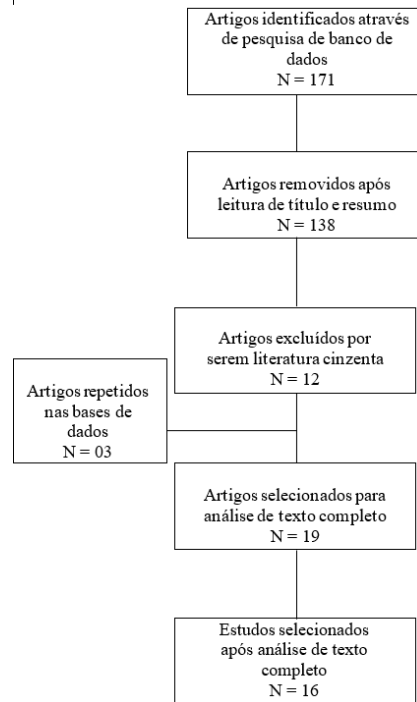 Artigos identificados através
de pesquisa de banco de
dados
N = 171
Artigos removidos após
leitura de título e resumo
N = 138
Artigos excluídos por
serem literatura cinzenta
N = 12
Artigos repetidos
nas bases de
dados
N = 03
Artigos selecionados para
análise de texto completo
N = 19
Estudos selecionados
após análise de texto
completo
N = 16